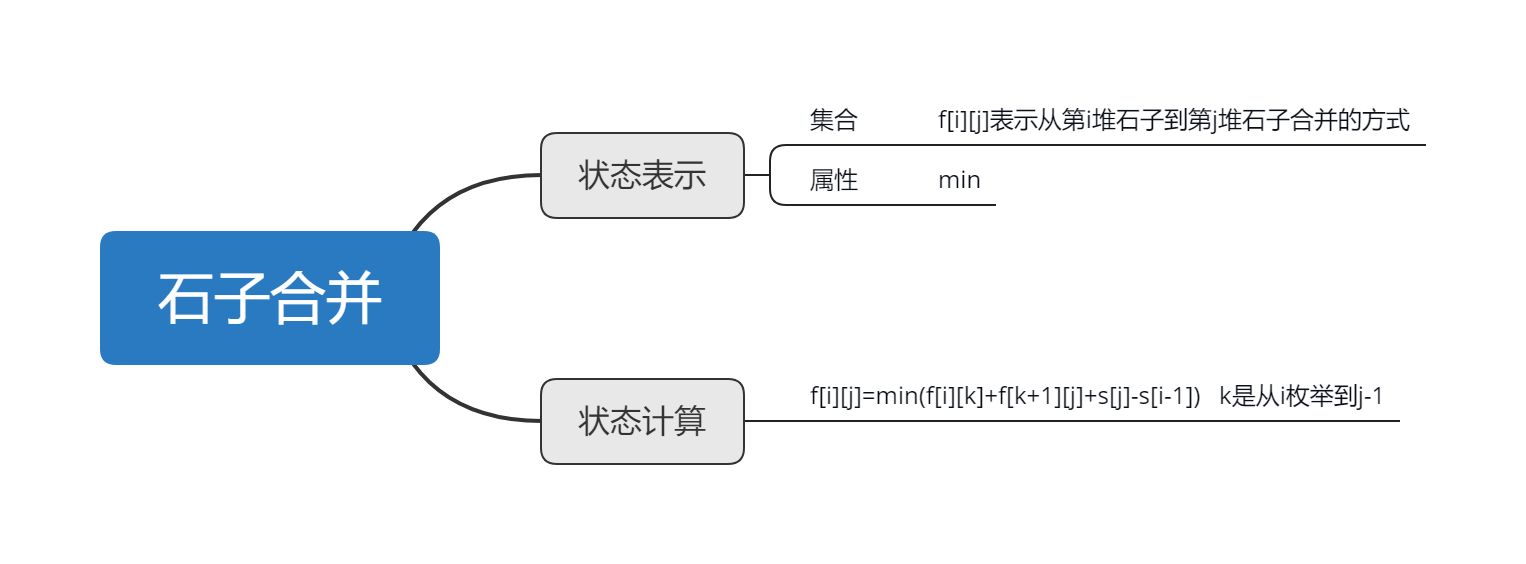 石子合并
状态表示
集合 f[i][j]表示从第i堆石子到第j堆石子合并的方式
属性 min
状态计算
f[i][j]=min(f[i][k]+f[k+1][j]+s[j]-s[i-1]) k是从i枚举到j-1